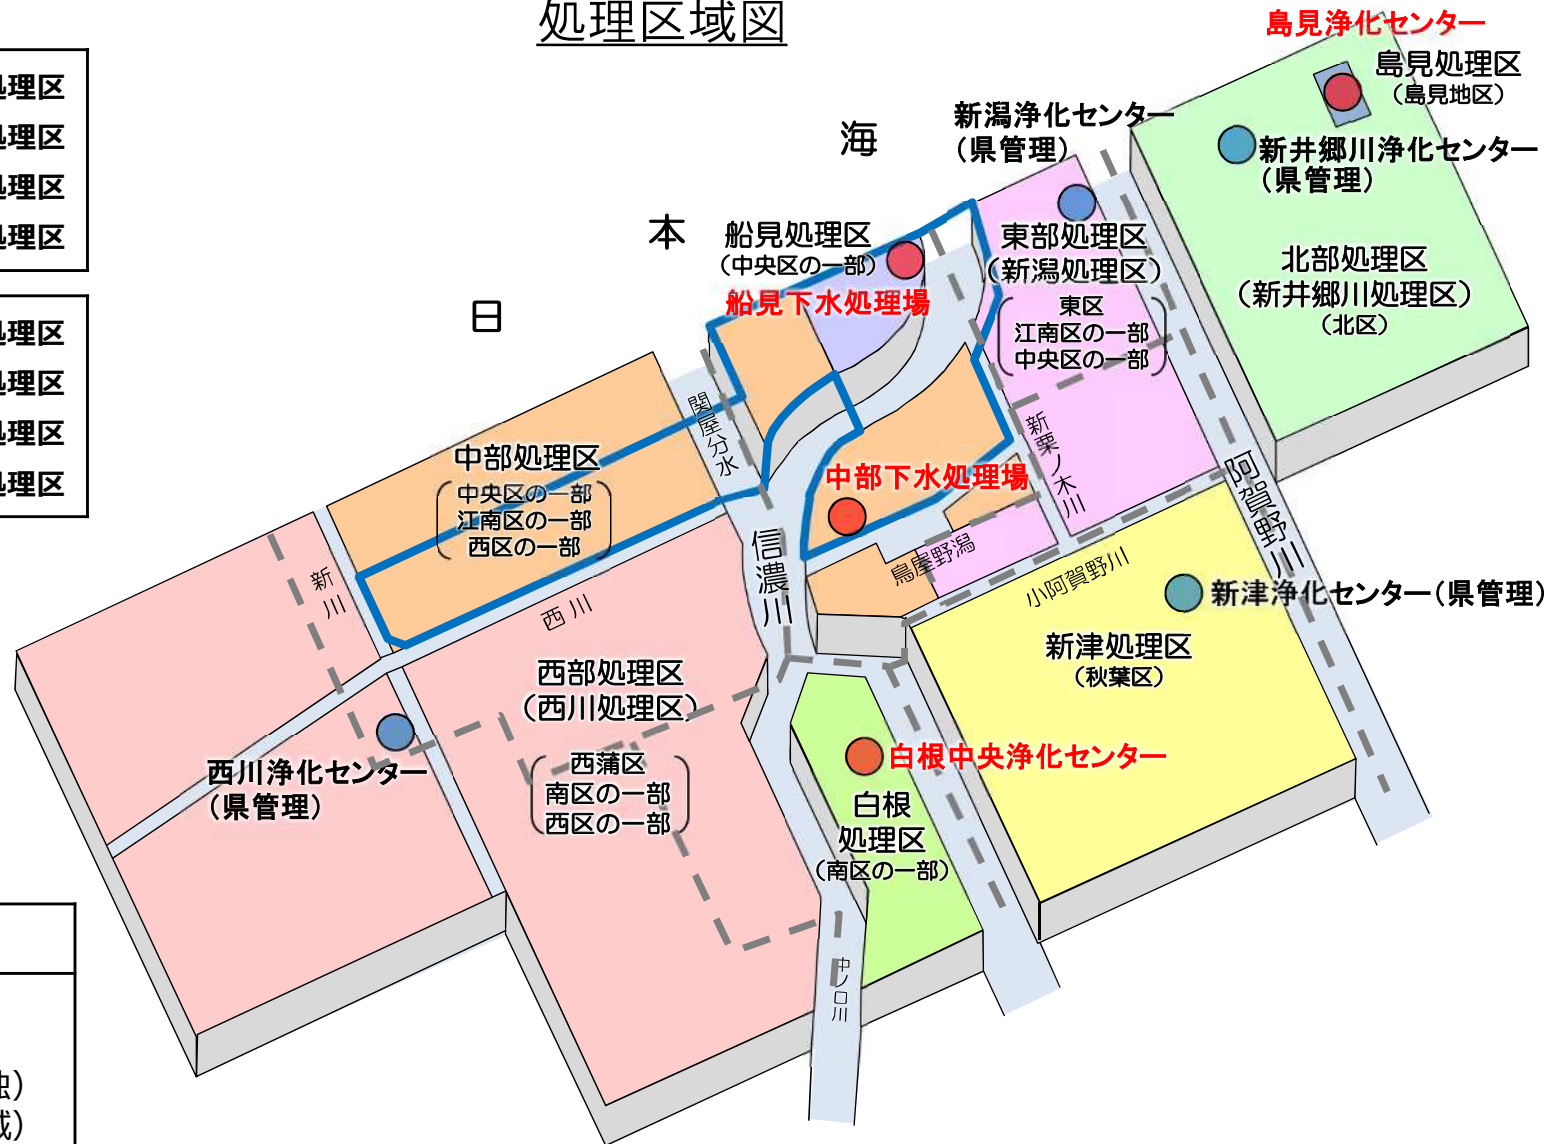 処理区域図
処理区
処理区
処理区
処理区
処理区
処理区
処理区
処理区
独）
域）
日
本
海
島見浄化センター
島見処理区
（島見地区）
新潟浄化センター
（県管理）
新井郷川浄化センター
（県管理）
北部処理区
（新井郷川処理区）
（北区）
船見処理区
（中央区の一部）
船見下水処理場
東部処理区
（新潟処理区）
東区
江南区の一部
中央区の一部
関屋分水
中部処理区
中央区の一部
江南区の一部
西区の一部
中部下水処理場
新栗ノ木川
阿賀野川
信濃川
鳥屋野潟
小阿賀野川
新川
西川
新津浄化センター（県管理）
新津処理区
（秋葉区）
西部処理区
（西川処理区）
西蒲区
南区の一部
西区の一部
西川浄化センター
（県管理）
白根中央浄化センター
白根
処理区
（南区の一部）
中ノ口川